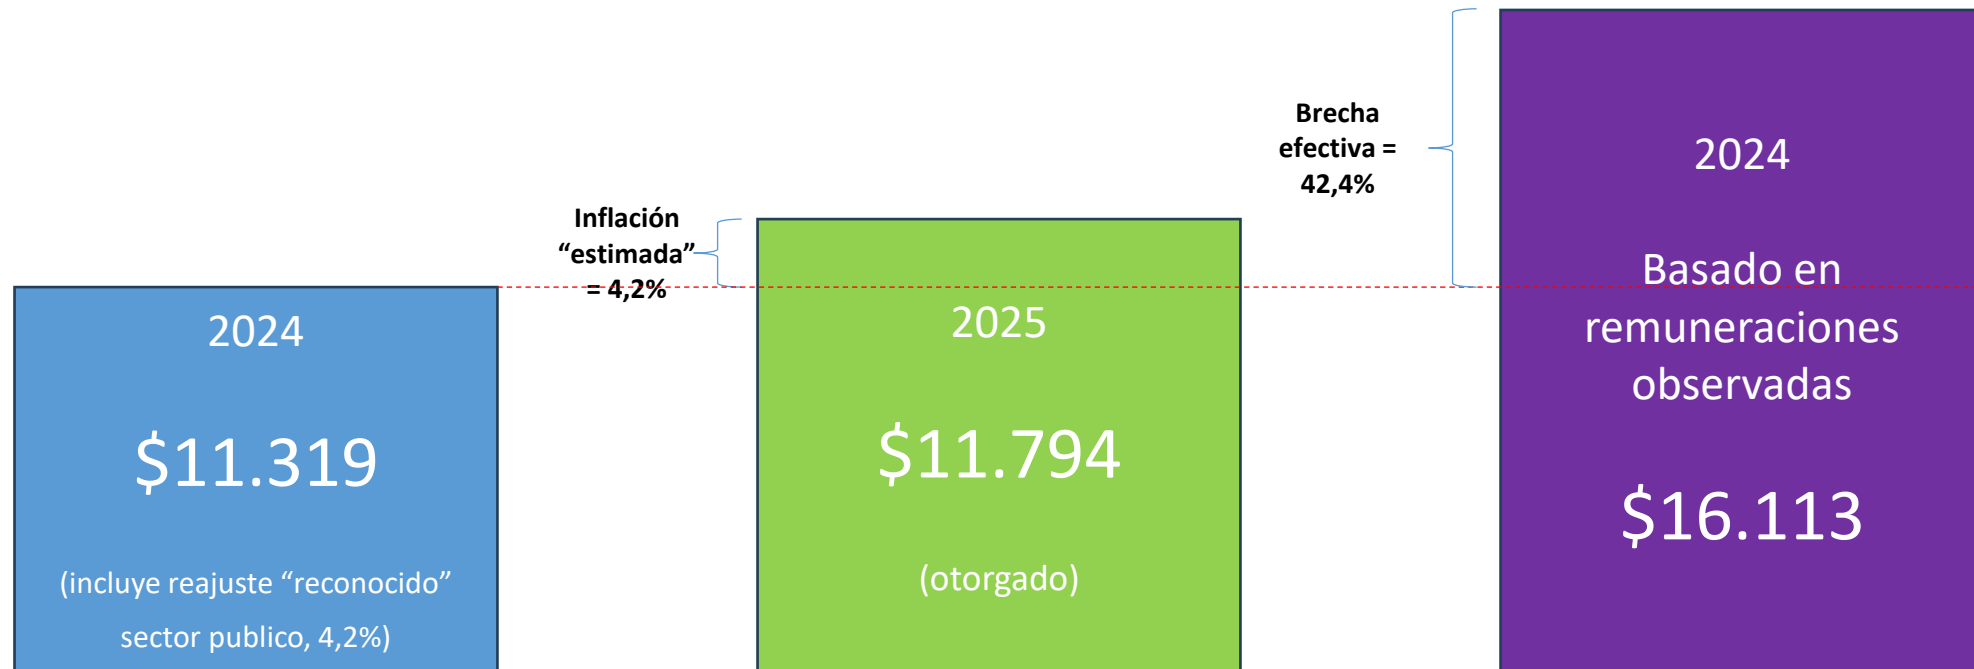 2024
$11.319
(incluye reajuste “reconocido”
sector publico, 4,2%)
Inflación
“estimada”
= 4,2%
2025
$11.794
(otorgado)
Brecha
efectiva =
42,4%
2024
Basado en
remuneraciones
observadas
$16.113